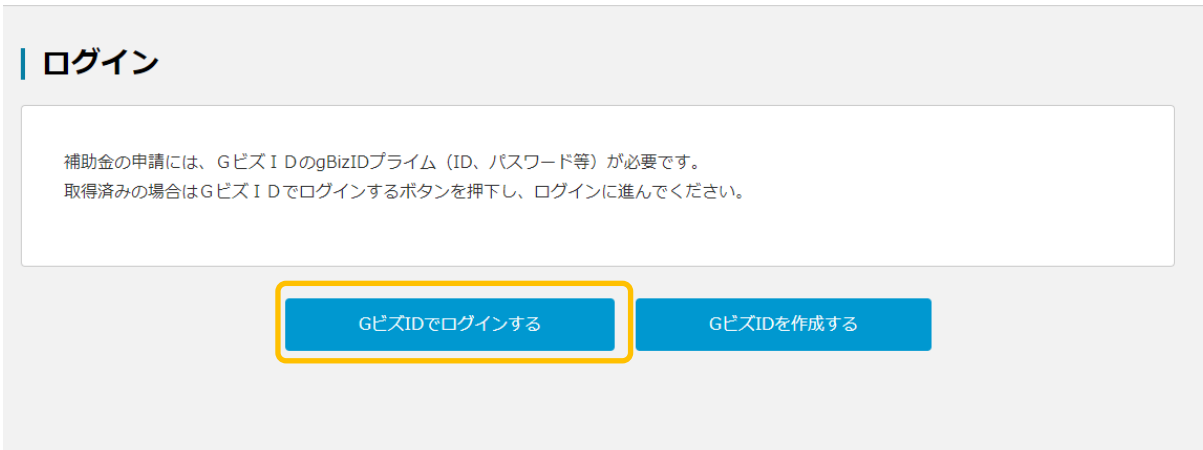 ログイン
補助金の申請には、GビズIDのgBizIDプライム（ID、パスワード等）が必要です。
取得済みの場合はGビズIDでログインするボタンを押下し、ログインに進んでください。
GビズIDでログインする
GビズIDを作成する